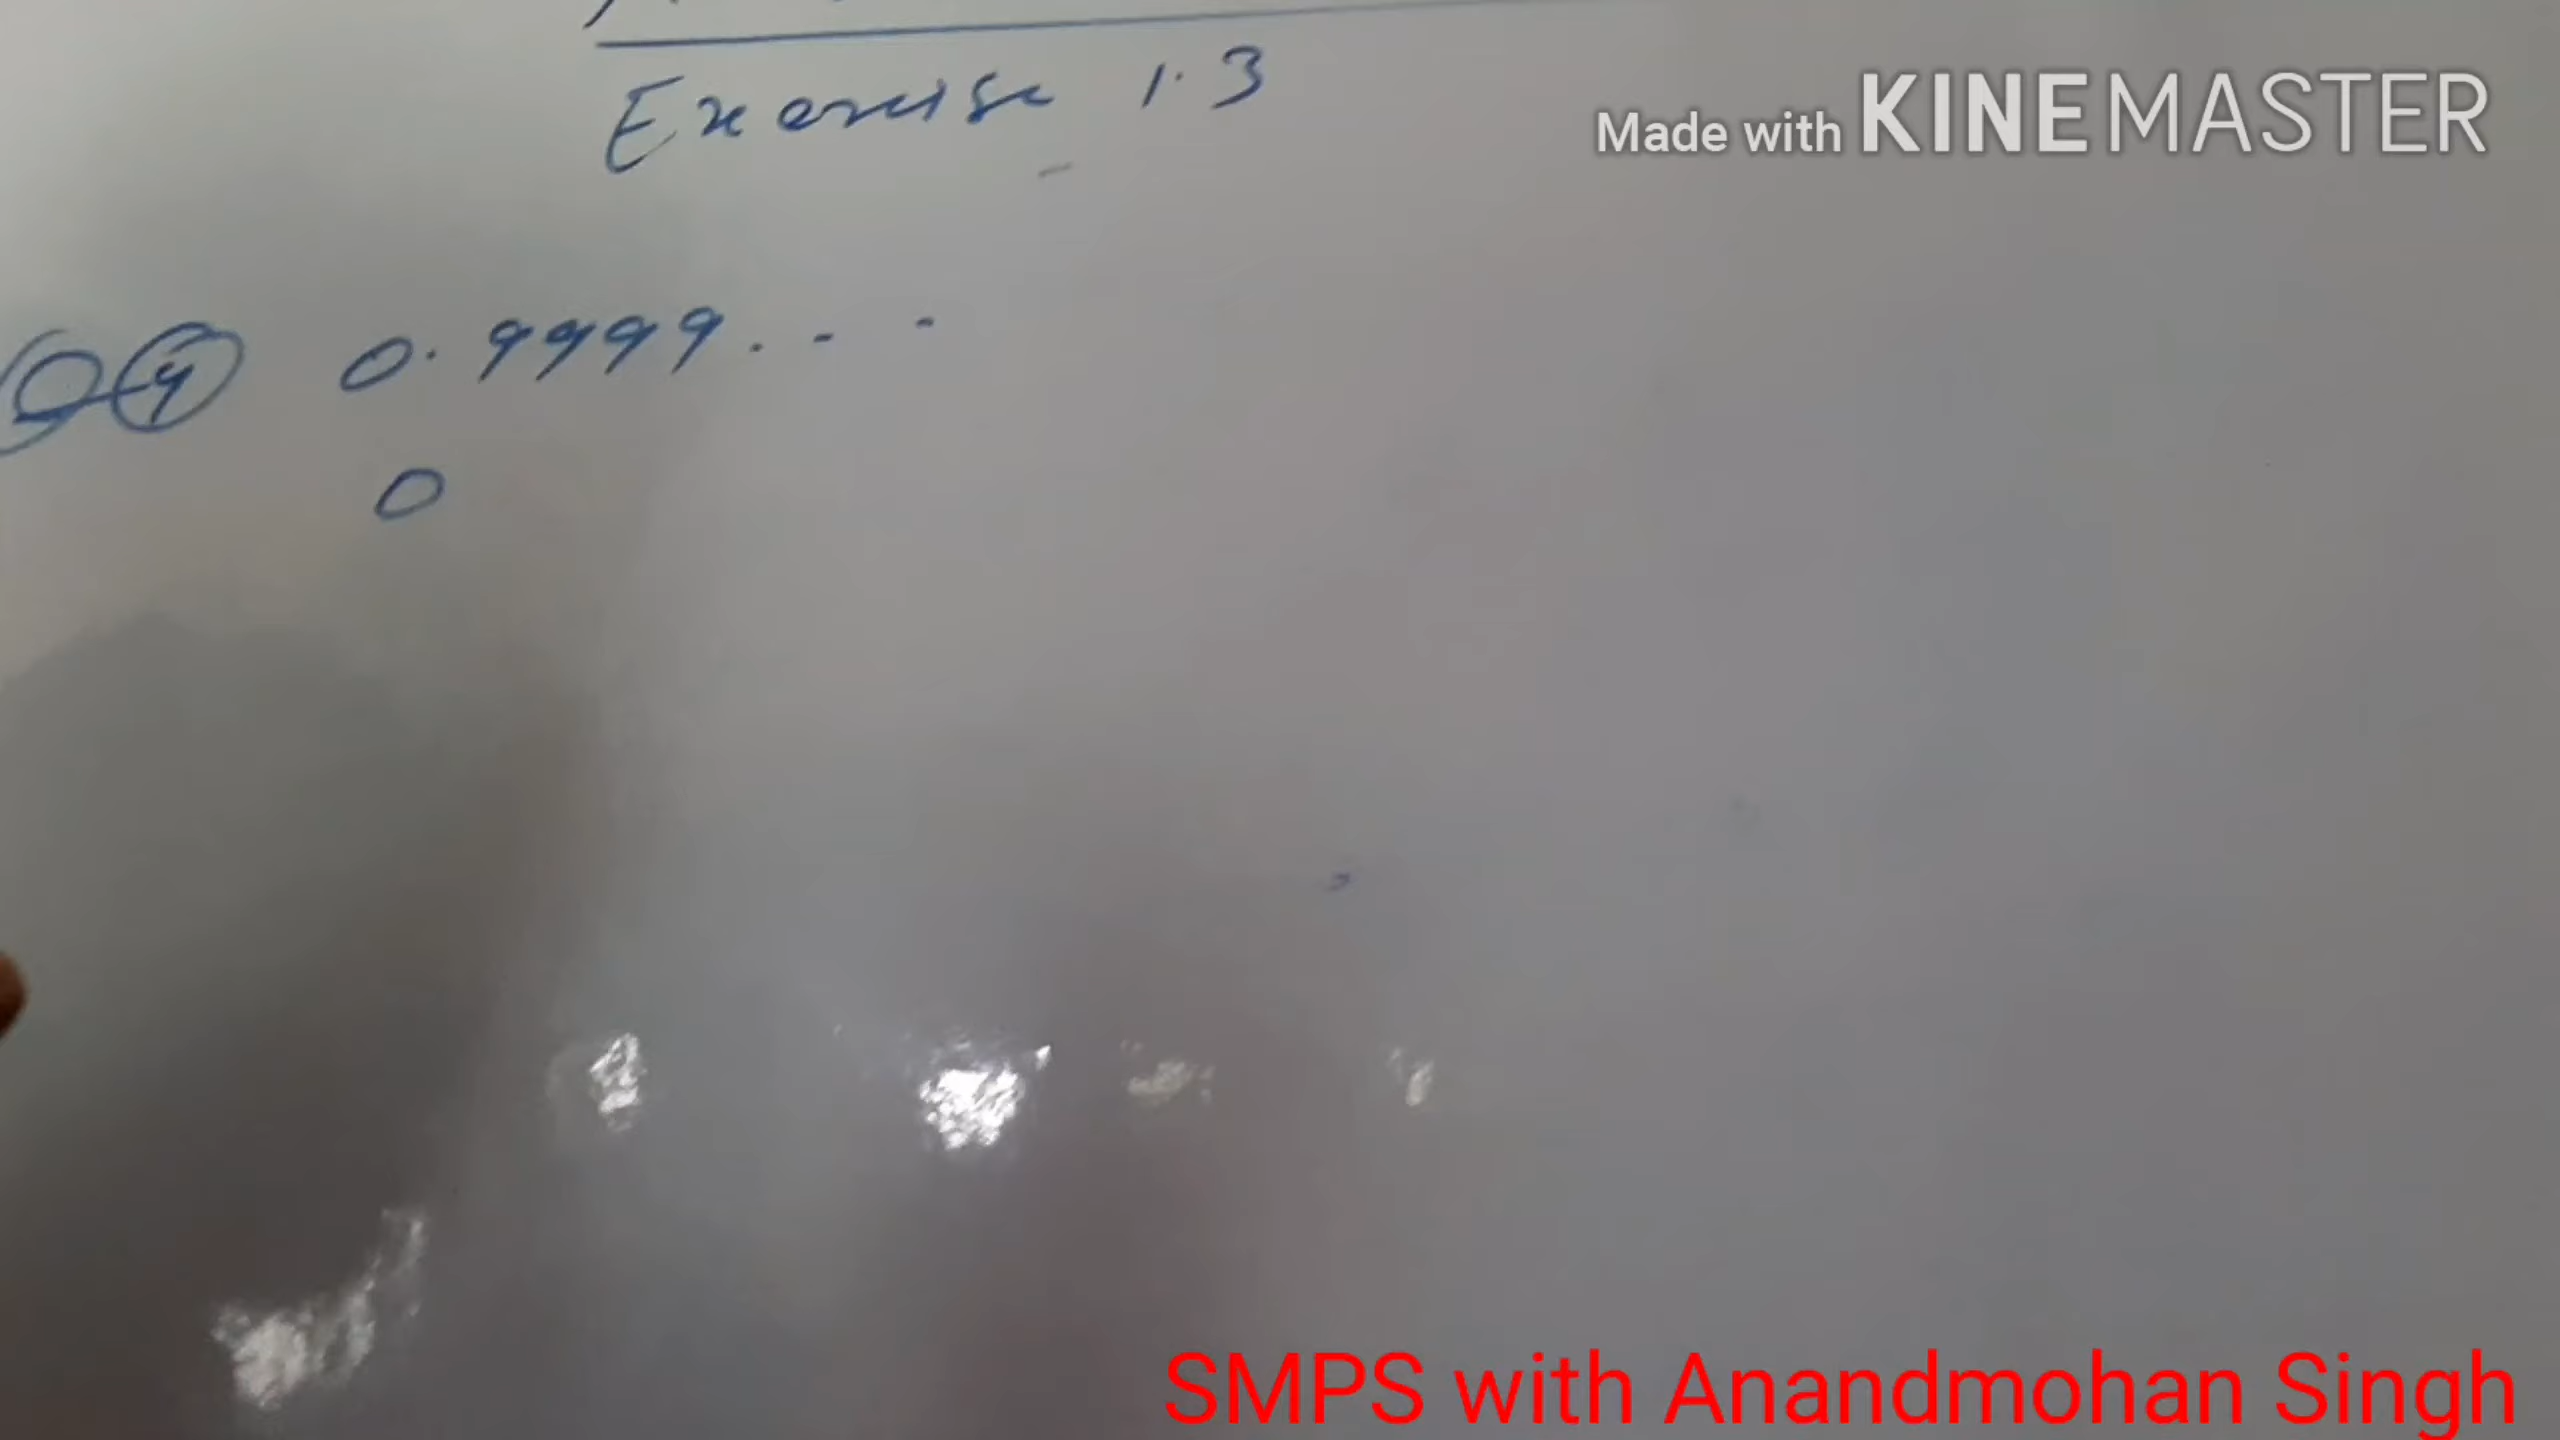 Exercise 1.3
Made with KINEMASTER
Q 4 0.9999...
0
SMPS with Anandmohan Singh